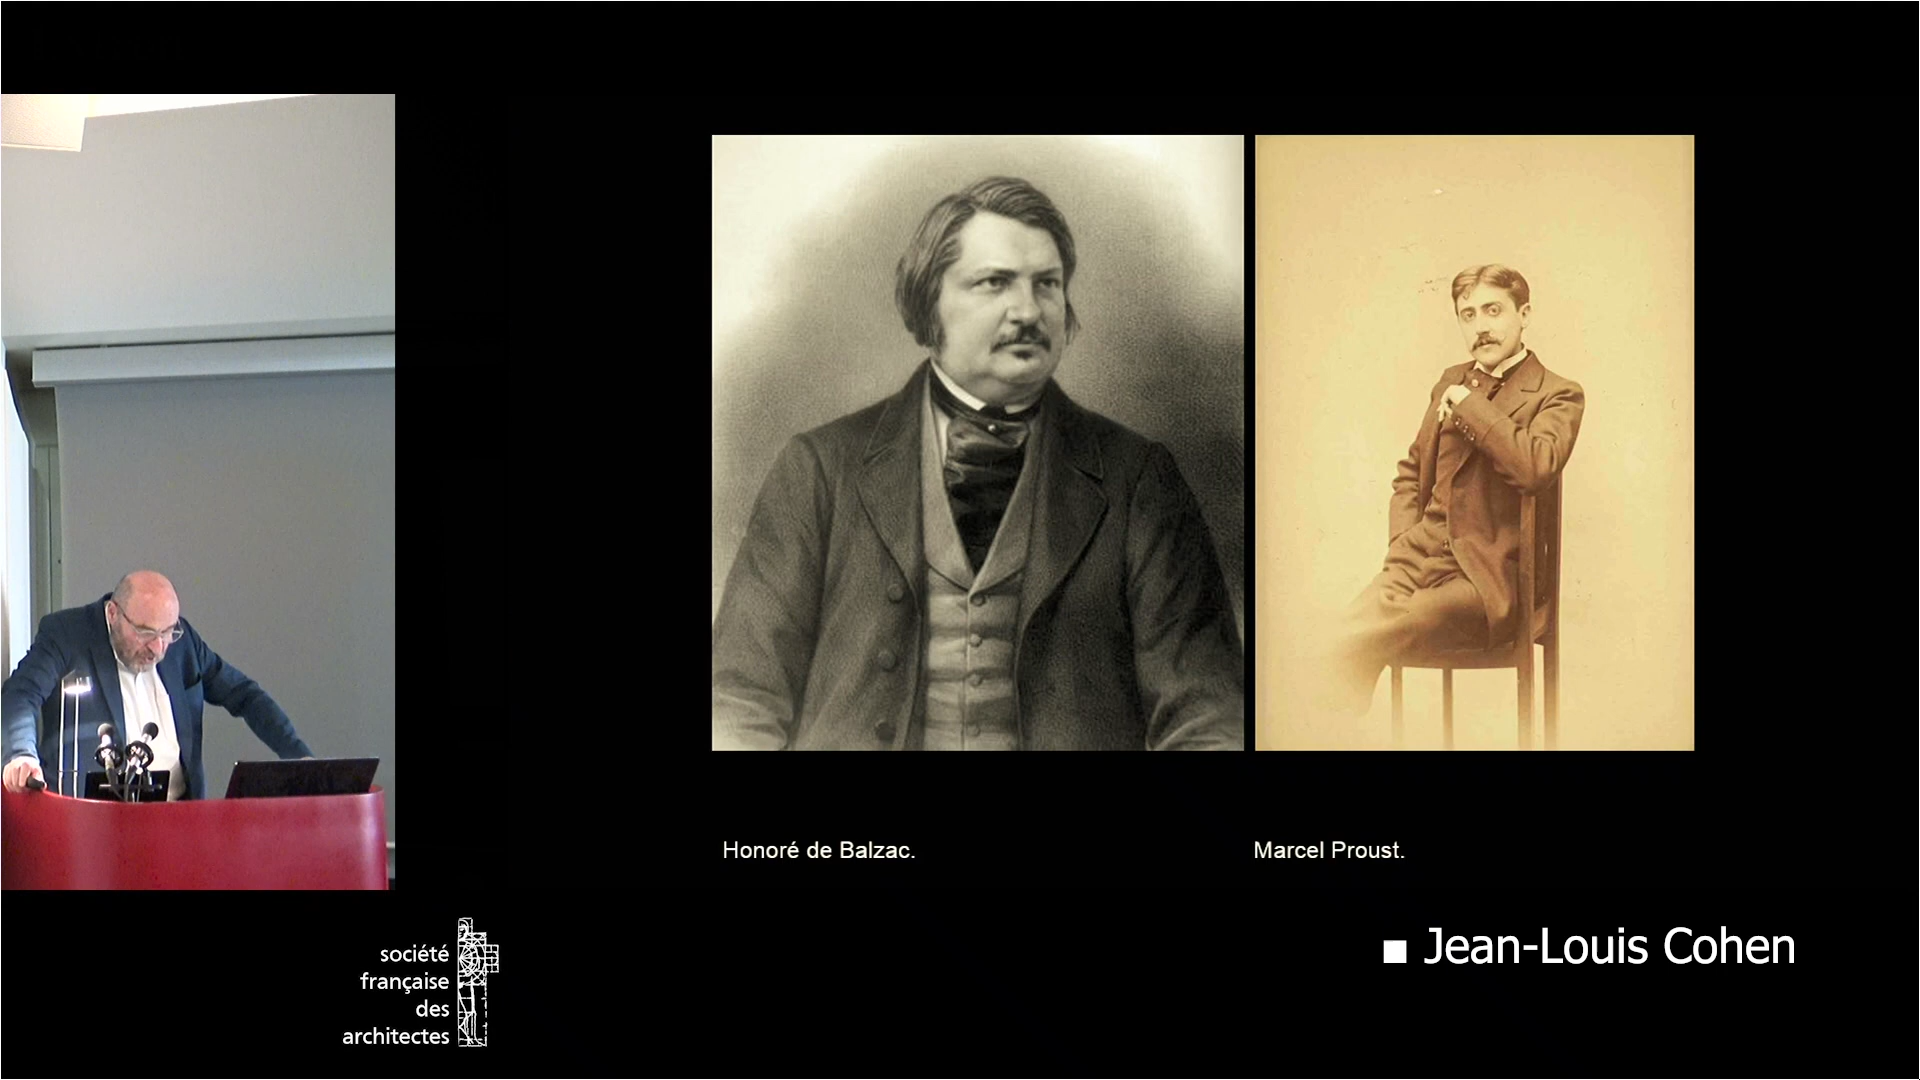 Honoré de Balzac.
Marcel Proust.
Jean-Louis Cohen
société
française
des
architectes